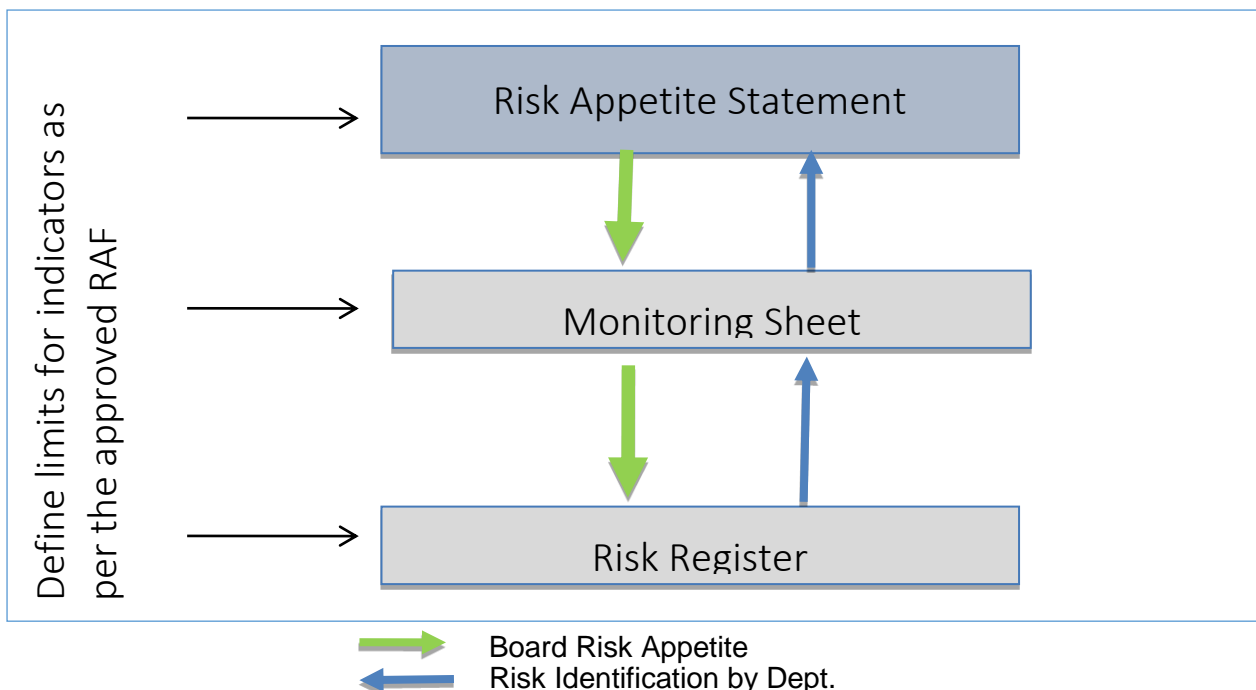 Define limits for indicators as
per the approved RAF
Risk Appetite Statement
Monitoring Sheet
Risk Register
Board Risk Appetite
Risk Identification by Dept.